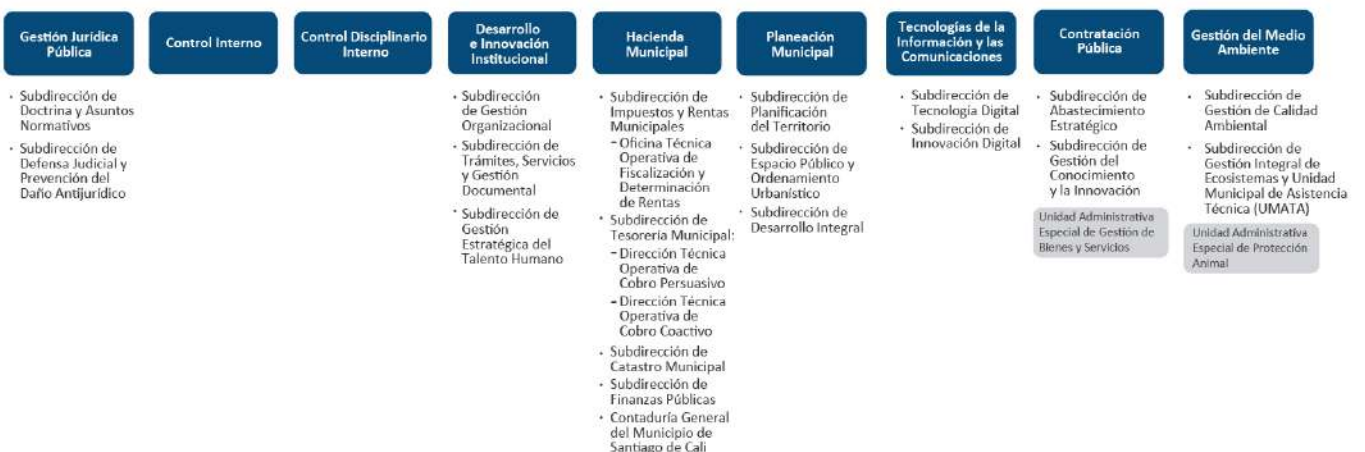 Gestión Jurídica
Pública
· Subdirección de
Doctrina y Asuntos
Normativos
· Subdirección de
Defensa Judicial y
Prevención del
Daño Antijurídico
Control Interno
Control Disciplinario
Interno
Desarrollo
e Innovación
Institucional
· Subdirección
de Gestión
Organizacional
· Subdirección de
Trámites, Servicios
y Gestión
Documental
· Subdirección de
Gestión
Estratégica del
Talento Humano
Hacienda
Municipal
· Subdirección de
Impuestos y Rentas
Municipales
– Oficina Técnica
Operativa de
Fiscalización y
Determinación
de Rentas
· Subdirección de
Tesorería Municipal:
– Dirección Técnica
Operativa de
Cobro Persuasivo
– Dirección Técnica
Operativa de
Cobro Coactivo
· Subdirección de
Catastro Municipal
· Subdirección de
Finanzas Públicas
· Contaduría General
del Municipio de
Santiago de Cali
Planeación
Municipal
· Subdirección de
Planificación
del Territorio
· Subdirección de
Espacio Público y
Ordenamiento
Urbanístico
· Subdirección de
Desarrollo Integral
Tecnologías de la
Información y las
Comunicaciones
· Subdirección de
Tecnología Digital
· Subdirección de
Innovación Digital
Contratación
Pública
· Subdirección de
Abastecimiento
Estratégico
· Subdirección de
Gestión del
Conocimiento
y la Innovación
Unidad Administrativa
Especial de Gestión de
Bienes y Servicios
Gestión del Medio
Ambiente
· Subdirección de
Gestión de Calidad
Ambiental
· Subdirección de
Gestión Integral de
Ecosistemas y Unidad
Municipal de Asistencia
Técnica (UMATA)
Unidad Administrativa
Especial de Protección
Animal